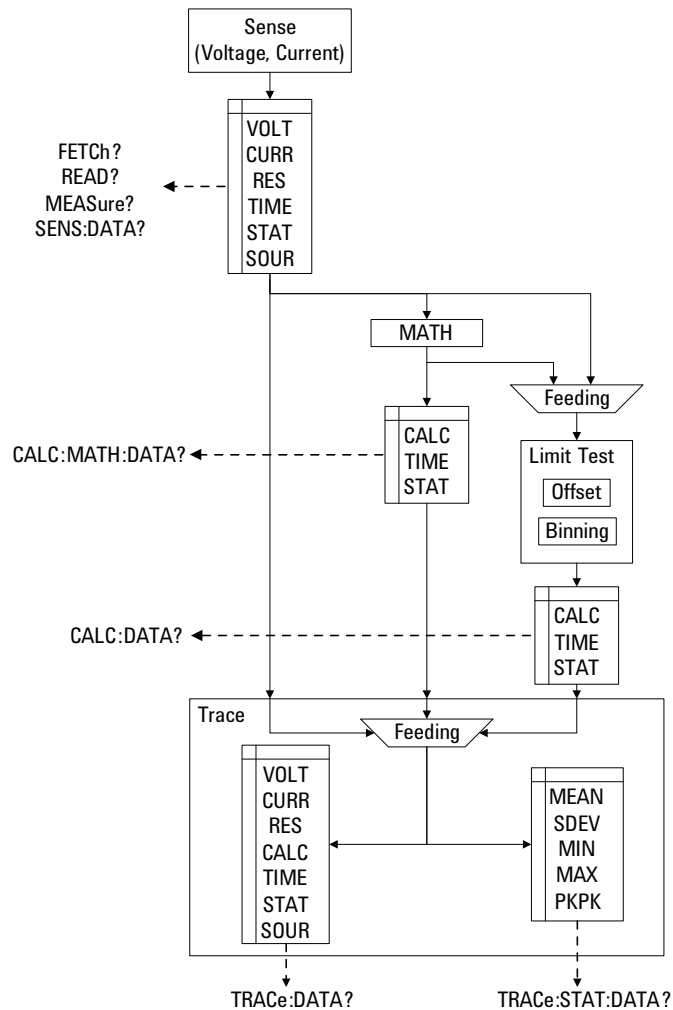 Sense
(Voltage, Current)
VOLT
CURR
RES
TIME
STAT
SOUR
FETCh?
READ?
MEASure?
SENS:DATA?
MATH
Feeding
CALC
TIME
STAT
CALC:MATH:DATA?
Limit Test
Offset
Binning
CALC
TIME
STAT
CALC:DATA?
Trace
Feeding
VOLT
CURR
RES
CALC
TIME
STAT
SOUR
MEAN
SDEV
MIN
MAX
PKPK
TRACe:DATA?
TRACe:STAT:DATA?